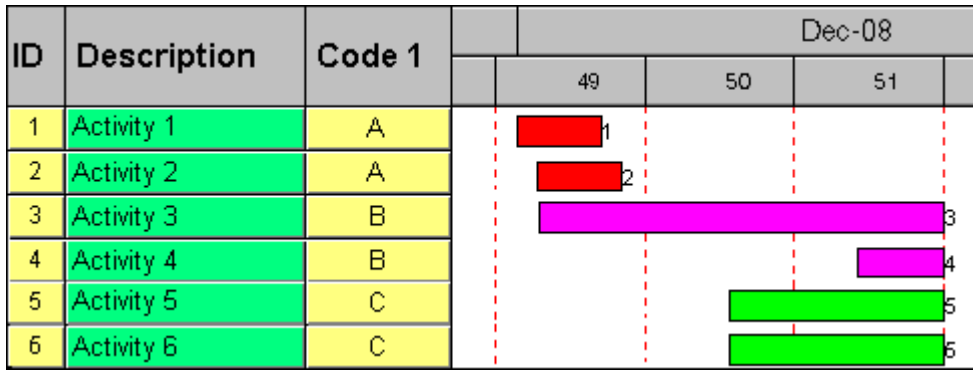 ID Description Code 1 Dec-08
49 50 51
1 Activity 1 A 1
2 Activity 2 A 2
3 Activity 3 B 3
4 Activity 4 B 4
5 Activity 5 C 5
6 Activity 6 C 6